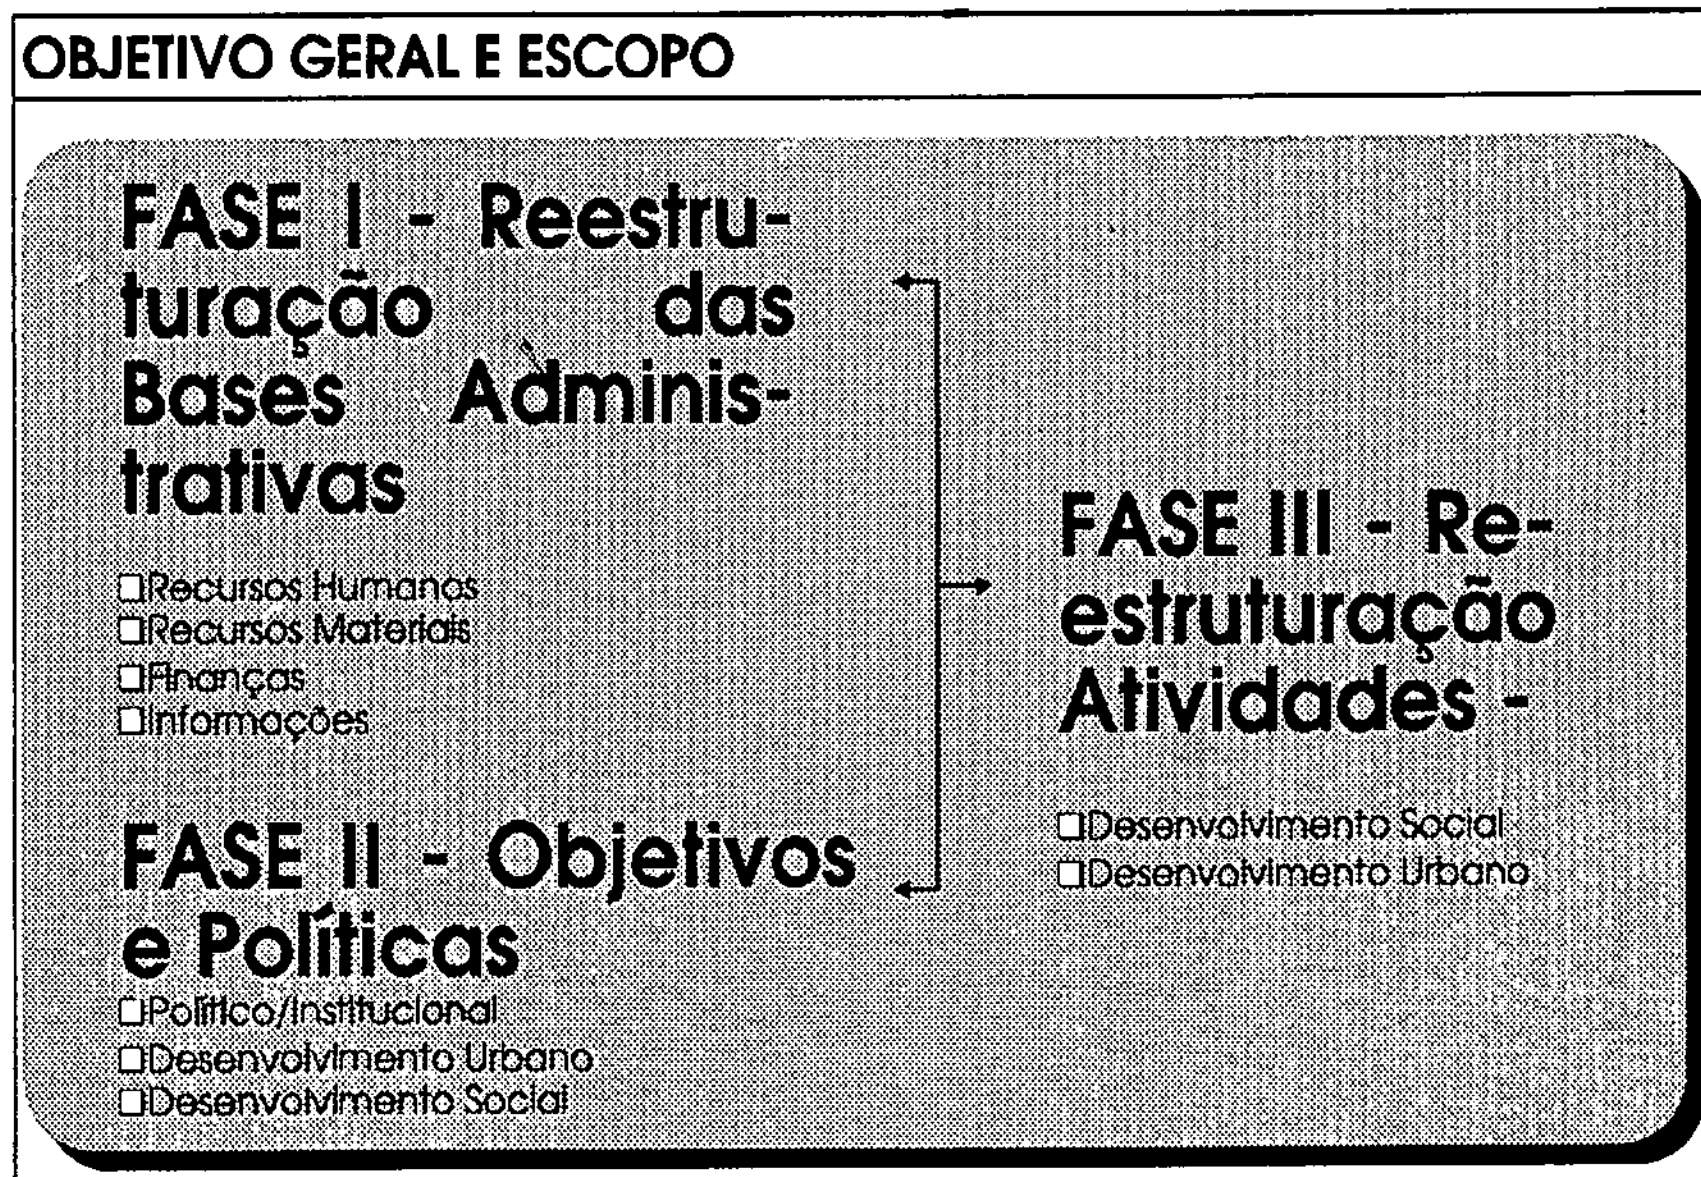 OBJETIVO GERAL E ESCOPO
FASE I - Reestru-
turação das
Bases Adminis-
trativas
☐Recursos Humanos
☐Recursos Materiais
☐Finanças
☐Informações
FASE II - Objetivos
e Políticas
☐Político/Institucional
☐Desenvolvimento Urbano
☐Desenvolvimento Social
FASE III - Re-
estruturação
Atividades -
☐Desenvolvimento Social
☐Desenvolvimento Urbano